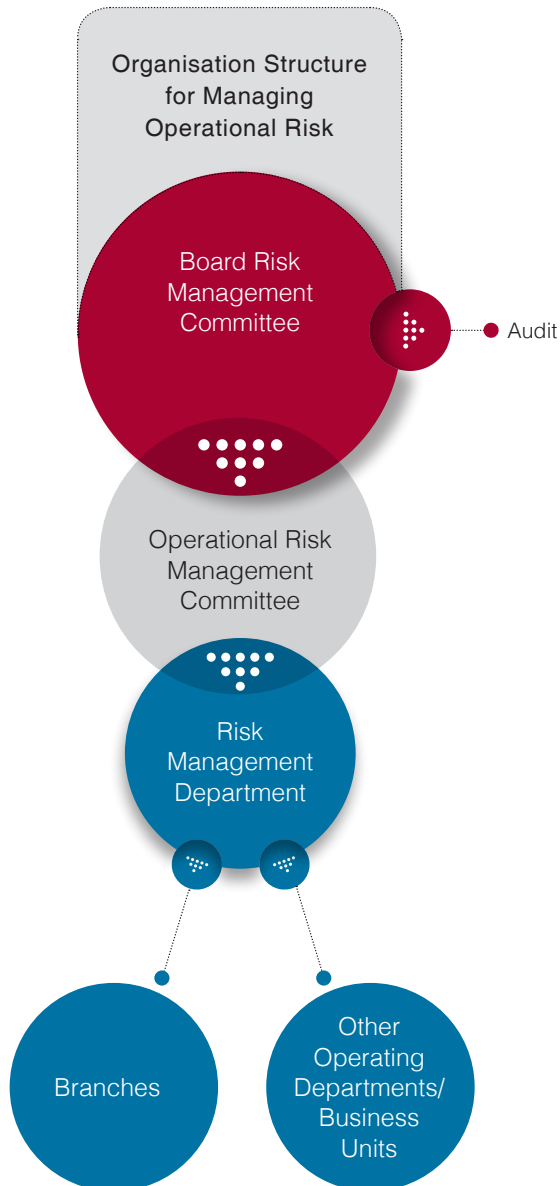 Organisation Structure
for Managing
Operational Risk
Board Risk
Management
Committee
Audit
Operational Risk
Management
Committee
Risk
Management
Department
Branches
Other
Operating
Departments/
Business
Units